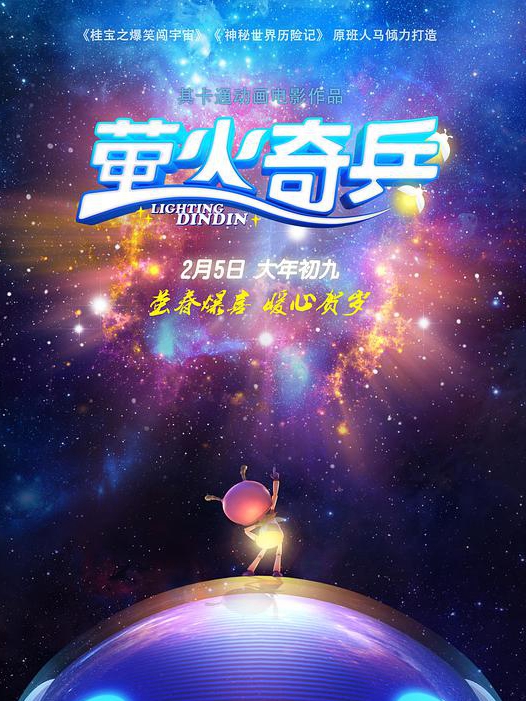 《桂宝之爆笑闯宇宙》《神秘世界历险记》 原班人马倾力打造
其卡通动画电影作品
萤火奇兵
LIGHTING
DINDIN
2月5日 大年初九
萤春爆喜 暖心贺岁